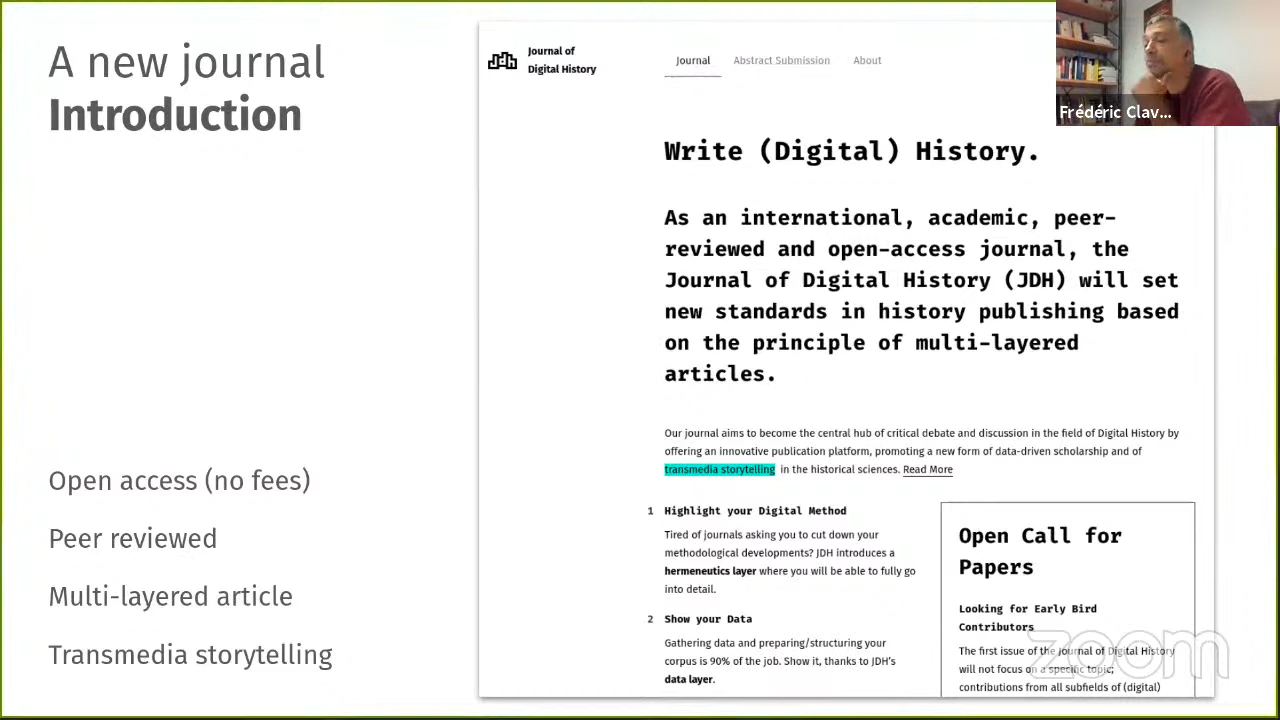 A new journal
Introduction
Open access (no fees)
Peer reviewed
Multi-layered article
Transmedia storytelling
Journal of
Digital History
Journal
Abstract Submission
About
Frédéric Clav...
Write (Digital) History.
As an international, academic, peer-
reviewed and open-access journal, the
Journal of Digital History (JDH) will set
new standards in history publishing based
on the principle of multi-layered
articles.
Our journal aims to become the central hub of critical debate and discussion in the field of Digital History by
offering an innovative publication platform, promoting a new form of data-driven scholarship and of
transmedia storytelling in the historical sciences. Read More
1 Highlight your Digital Method
Tired of journals asking you to cut down your
methodological developments? JDH introduces a
hermeneutics layer where you will be able to fully go
into detail.
2 Show your Data
Gathering data and preparing/structuring your
corpus is 90% of the job. Show it, thanks to JDH's
data layer.
Open Call for
Papers
Looking for Early Bird
Contributors
The first issue of the Journal of Digital History
will not focus on a specific topic;
contributions from all subfields of (digital)
zoom